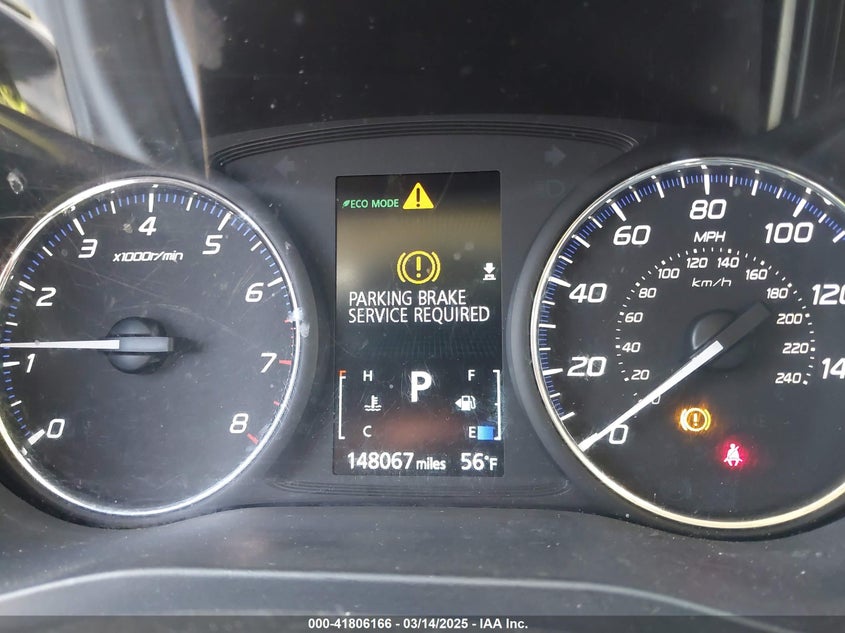 0
1
2
3
4
5
6
7
8
x1000r/min
ECO MODE
PARKING BRAKE
SERVICE REQUIRED
H
F
P
C
E
148067 miles 56°F
0
20
40
60
80
100
120
14
MPH
km/h
0
20
40
60
80
100
120
140
160
180
200
220
240
000-41806166 - 03/14/2025 - IAA Inc.